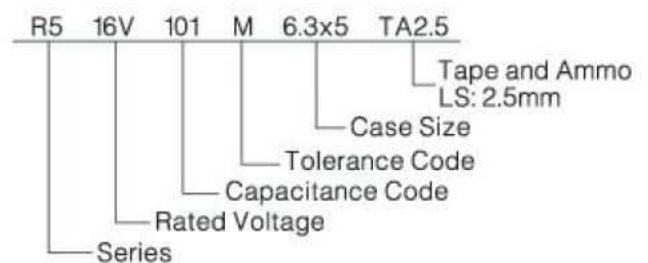 R5 16V 101 M 6.3x5 TA2.5
Tape and Ammo
LS: 2.5mm
Case Size
Tolerance Code
Capacitance Code
Rated Voltage
Series